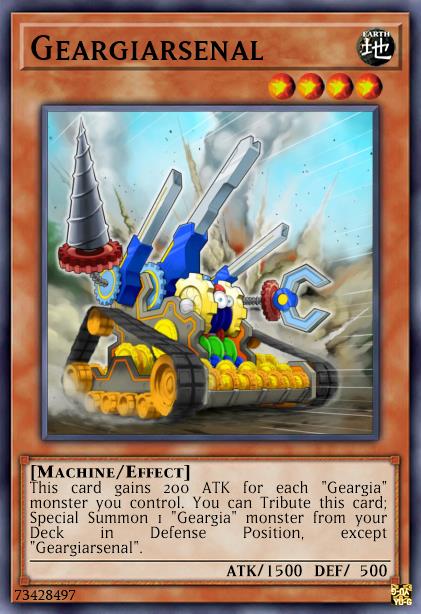 GEARGIARSENAL
EARTH
地
[MACHINE/EFFECT]
This card gains 200 ATK for each "Geargia"
monster you control. You can Tribute this card;
Special Summon 1 "Geargia" monster from your
Deck in Defense Position, except
"Geargiarsenal".
ATK/1500 DEF/ 500
73428497